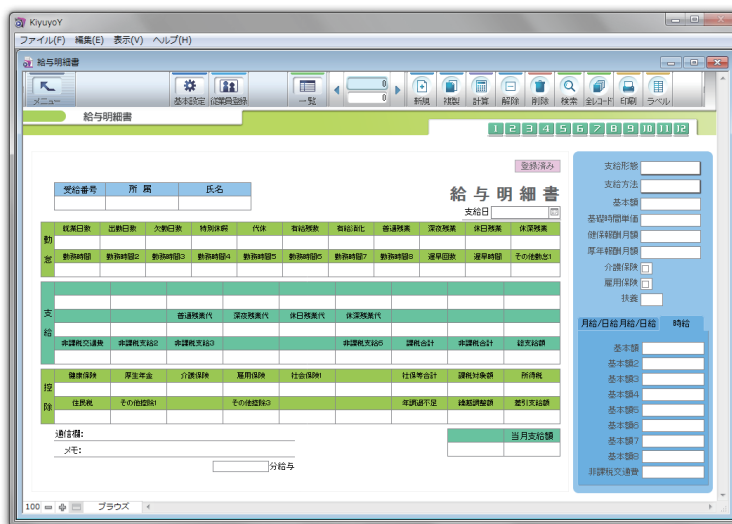 KiyuyoY
ファイル(F) 編集(E) 表示(V) ヘルプ(H)
給与明細書
メニュー 基本設定 従業員登録 一覧 0 0 新規 複製 計算 解除 削除 検索 全レコード 印刷 ラベル
給与明細書
1 2 3 4 5 6 7 8 9 10 11 12
登録済み
受給番号 所属 氏名
給与明細書
支給日
勤怠
就業日数 出勤日数 欠勤日数 特別休暇 代休 有給残数 有給消化 普通残業 深夜残業 休日残業 休深残業
勤務時間 勤務時間2 勤務時間3 勤務時間4 勤務時間5 勤務時間6 勤務時間7 勤務時間8 遅早回数 遅早時間 その他勤怠1
支給
普通残業代 深夜残業代 休日残業代 休深残業代
非課税交通費 非課税支給2 非課税支給3 非課税支給6 課税合計 非課税合計 総支給額
控除
健康保険 厚生年金 介護保険 雇用保険 社会保険1 社保等合計 課税対象額 所得税
住民税 その他控除1 その他控除3 年調過不足 繰越調整額 差引支給額
通信欄:
メモ:
当月支給額
分給与
支給形態
支給方法
基本額
基礎時間単価
健保報酬月額
厚年報酬月額
介護保険
雇用保険
扶養
月給/日給月給/日給 時給
基本額
基本額2
基本額3
基本額4
基本額5
基本額6
基本額7
基本額8
非課税交通費
100 ブラウズ